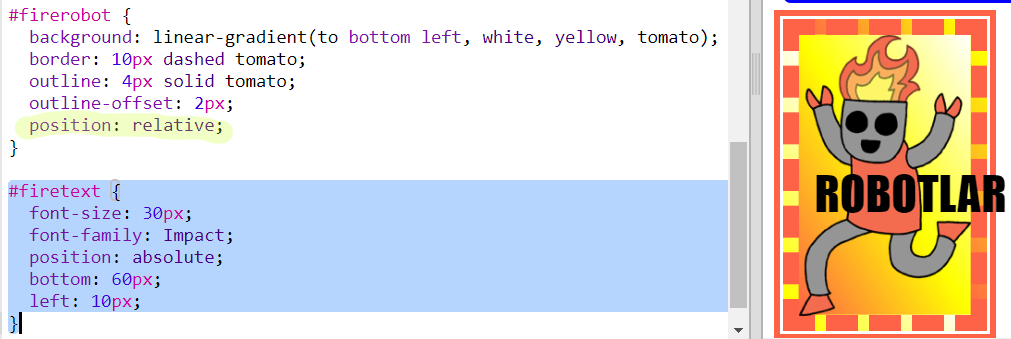 #firerobot {
background: linear-gradient(to bottom left, white, yellow, tomato);
border: 10px dashed tomato;
outline: 4px solid tomato;
outline-offset: 2px;
position: relative;
}
#firetext {
font-size: 30px;
font-family: Impact;
position: absolute;
bottom: 60px;
left: 10px;
}
ROBOTLAR